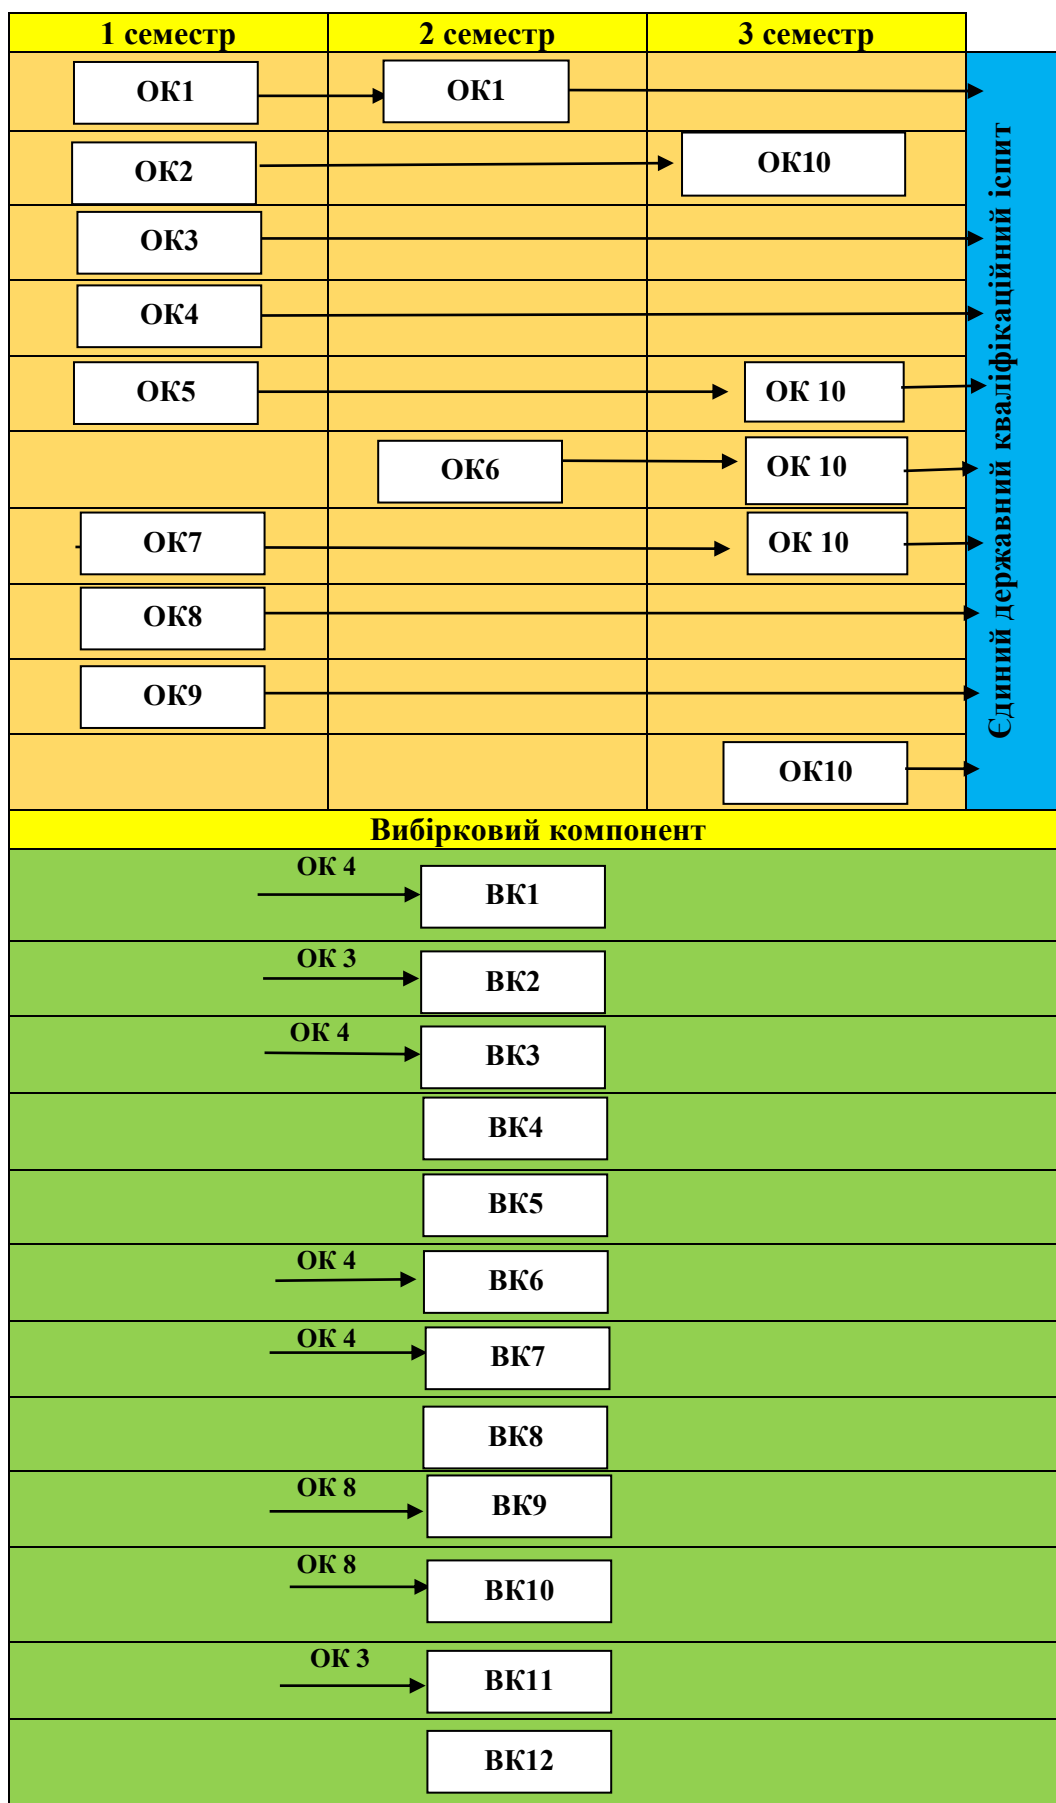 1 семестр 2 семестр 3 семестр
ОК1 ОК1
ОК2 ОК10
ОК3
ОК4
ОК5 ОК 10
ОК6 ОК 10
ОК7 ОК 10
ОК8
ОК9
ОК10
Єдиний державний кваліфікаційний іспит
Вибірковий компонент
ОК 4
ВК1
ОК 3
ВК2
ОК 4
ВК3
ВК4
ВК5
ОК 4
ВК6
ОК 4
ВК7
ВК8
ОК 8
ВК9
ОК 8
ВК10
ОК 3
ВК11
ВК12